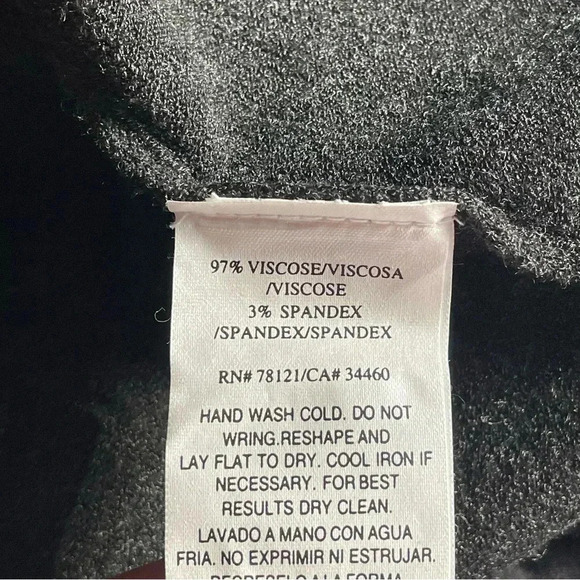 97% VISCOSE/VISCOSA
/VISCOSE
3% SPANDEX
/SPANDEX/SPANDEX
RN# 78121/CA# 34460
HAND WASH COLD. DO NOT
WRING.RESHAPE AND
LAY FLAT TO DRY. COOL IRON IF
NECESSARY. FOR BEST
RESULTS DRY CLEAN.
LAVADO A MANO CON AGUA
FRIA. NO EXPRIMIR NI ESTRUJAR.